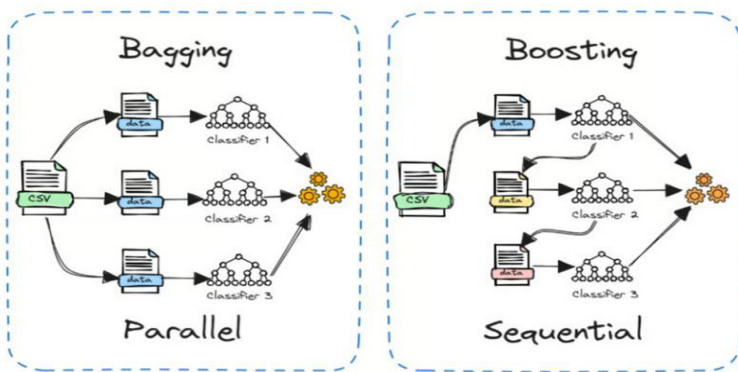 Bagging
data
Classifier 1
CSV
data
Classifier 2
data
Classifier 3
Parallel
Boosting
data
Classifier 1
CSV
data
Classifier 2
data
Classifier 3
Sequential